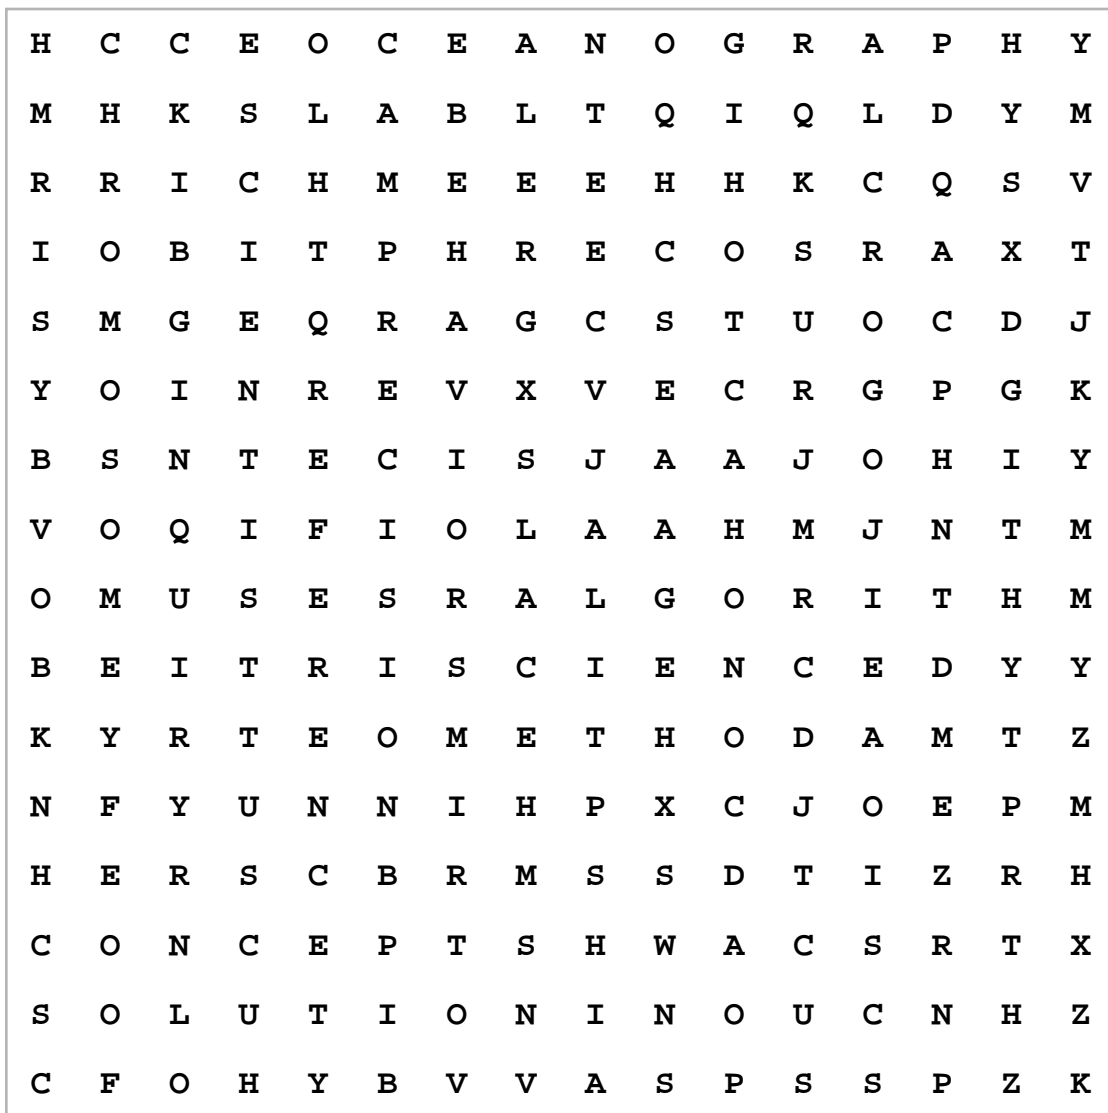 H C C E O C E A N O G R A P H Y
M H K S L A B L T Q I Q L D Y M
R R I C H M E E E H H K C Q S V
I O B I T P H R E C O S R A X T
S M G E Q R A G C S T U O C D J
Y O I N R E V X V E C R G P G K
B S N T E C I S J A A J O H I Y
V O Q I F I O L A A H M J N T M
O M U S E S R A L G O R I T H M
B E I T R I S C I E N C E D Y Y
K Y R T E O M E T H O D A M T Z
N F Y U N N I H P X C J O E P M
H E R S C B R M S S D T I Z R H
C O N C E P T S H W A C S R T X
S O L U T I O N I N O U C N H Z
C F O H Y B V V A S P S S P Z K